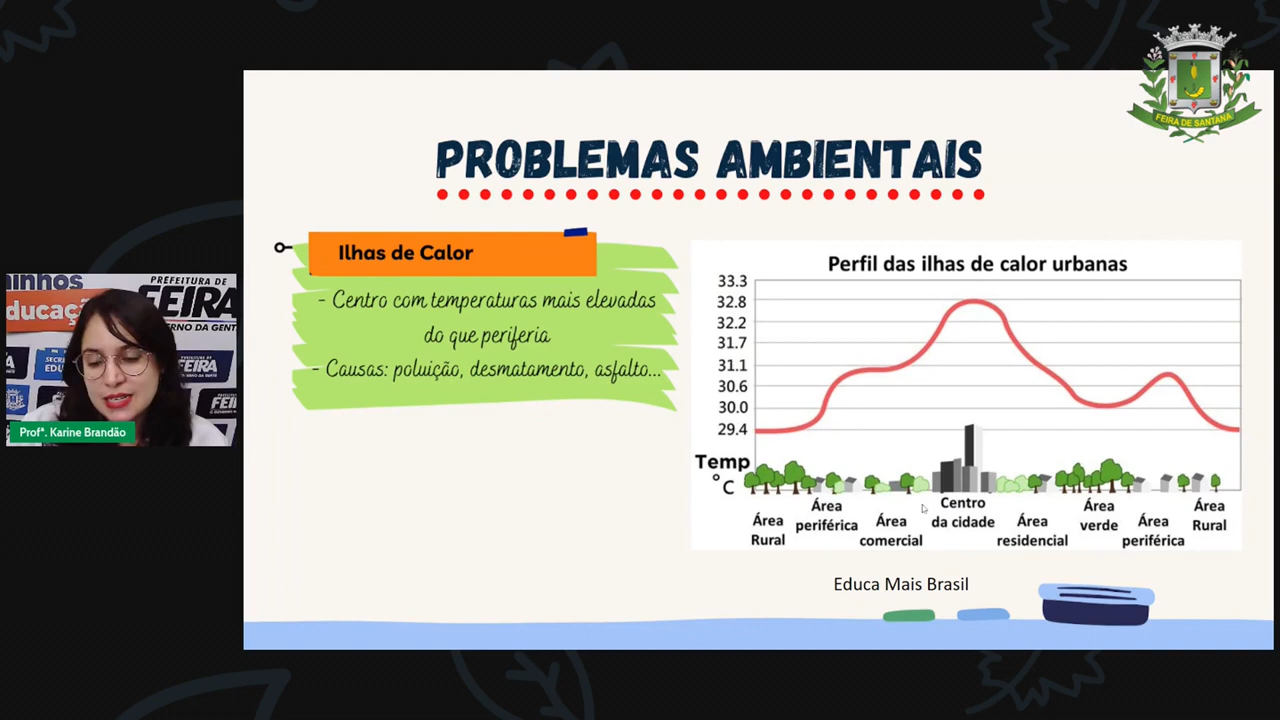 FEIRA DE SANTANA
PROBLEMAS AMBIENTAIS
Ilhas de Calor
- Centro com temperaturas mais elevadas
do que periferia
- Causas: poluição, desmatamento, asfalto...
Perfil das ilhas de calor urbanas
33.3
32.8
32.2
31.7
31.1
30.6
30.0
29.4
Temp
°C
Área
Rural
Área
periférica
Área
comercial
Centro
da cidade
Área
residencial
Área
verde
Área
periférica
Área
Rural
Educa Mais Brasil
PREFEITURA DE
FEIRA
Profª. Karine Brandão